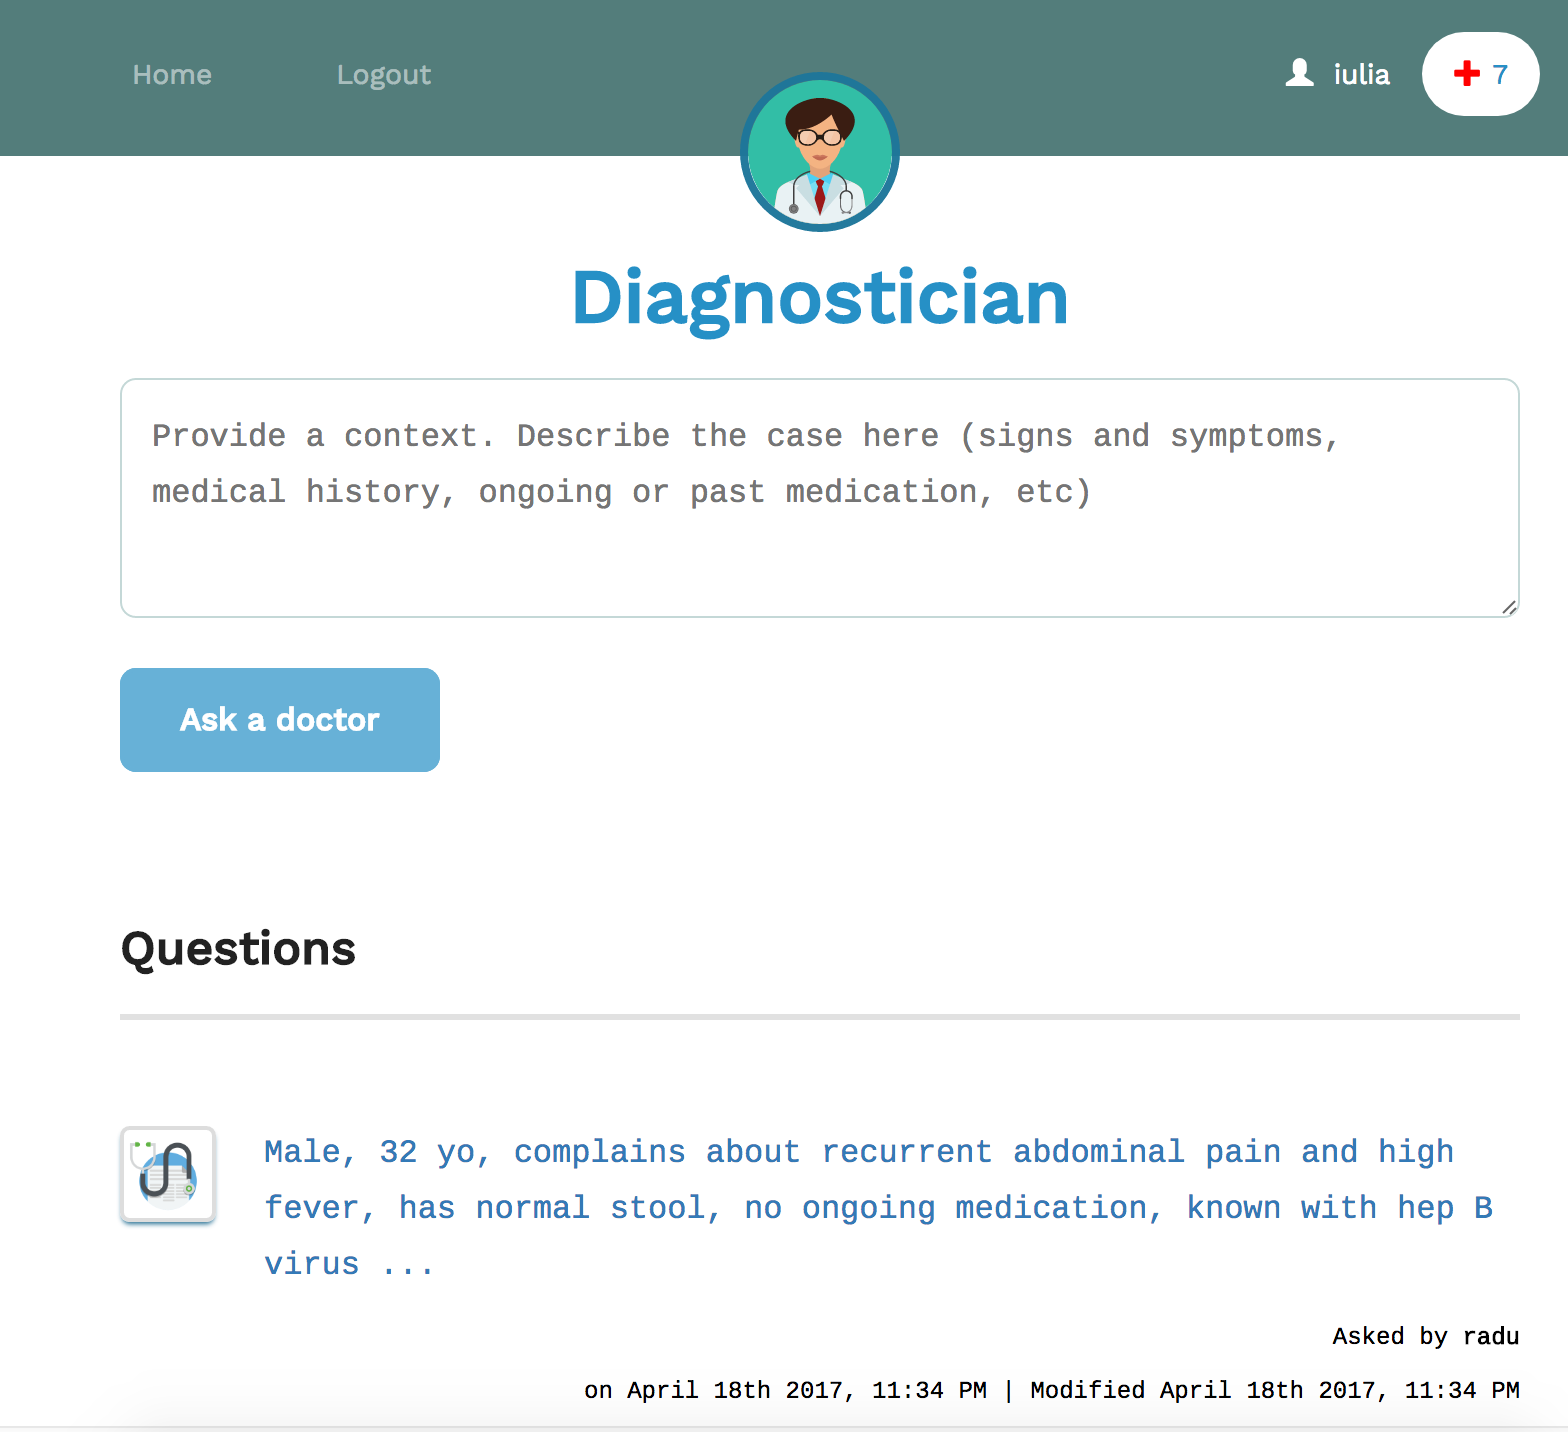 Home Logout iulia 7
Diagnostician
Provide a context. Describe the case here (signs and symptoms,
medical history, ongoing or past medication, etc)
Ask a doctor
Questions
Male, 32 yo, complains about recurrent abdominal pain and high
fever, has normal stool, no ongoing medication, known with hep B
virus ...
Asked by radu
on April 18th 2017, 11:34 PM | Modified April 18th 2017, 11:34 PM